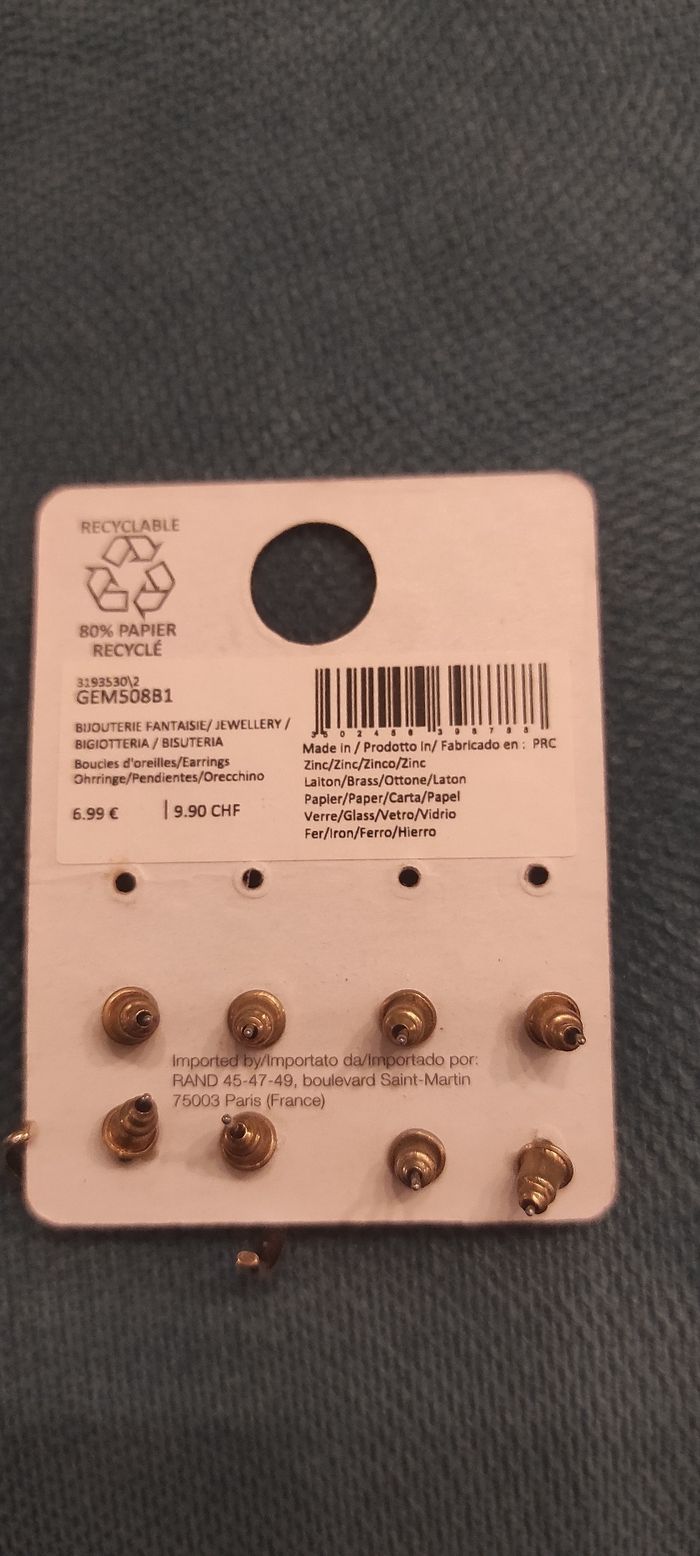 RECYCLABLE
80% PAPIER
RECYCLÉ
3193530\2
GEM508B1
BIJOUTERIE FANTAISIE/ JEWELLERY /
BIGIOTTERIA / BISUTERIA
Boucles d'oreilles/Earrings
Ohrringe/Pendientes/Orecchino
6.99 € | 9.90 CHF
Made in / Prodotto in/ Fabricado en : PRC
Zinc/Zinc/Zinco/Zinc
Laiton/Brass/Ottone/Laton
Papier/Paper/Carta/Papel
Verre/Glass/Vetro/Vidrio
Fer/Iron/Ferro/Hierro
Imported by/Importato da/Importado por:
RAND 45-47-49, boulevard Saint-Martin
75003 Paris (France)